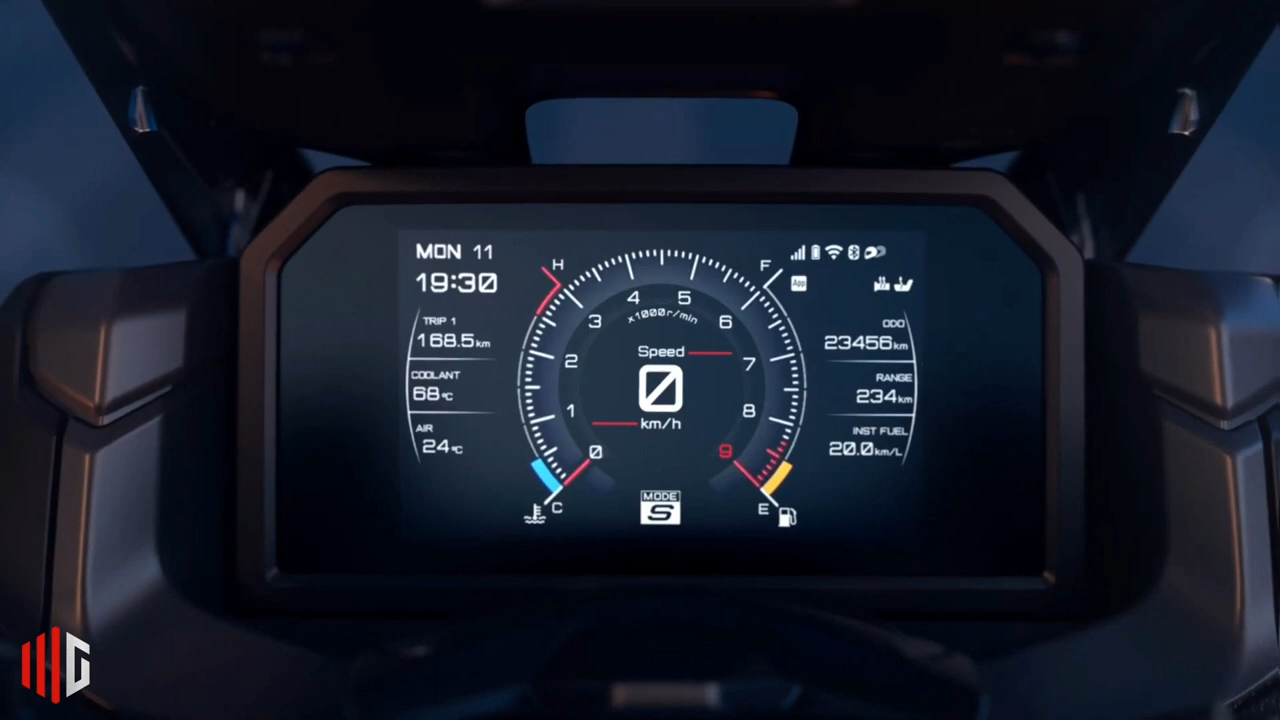 MON 11
19:30
TRIP 1
168.5km
COOLANT
68°C
AIR
24°C
H
C
F
E
0
1
2
3
4
5
6
7
8
9
x1000r/min
Speed
0
km/h
MODE
S
App
ODO
23456km
RANGE
234km
INST FUEL
20.0km/L
G